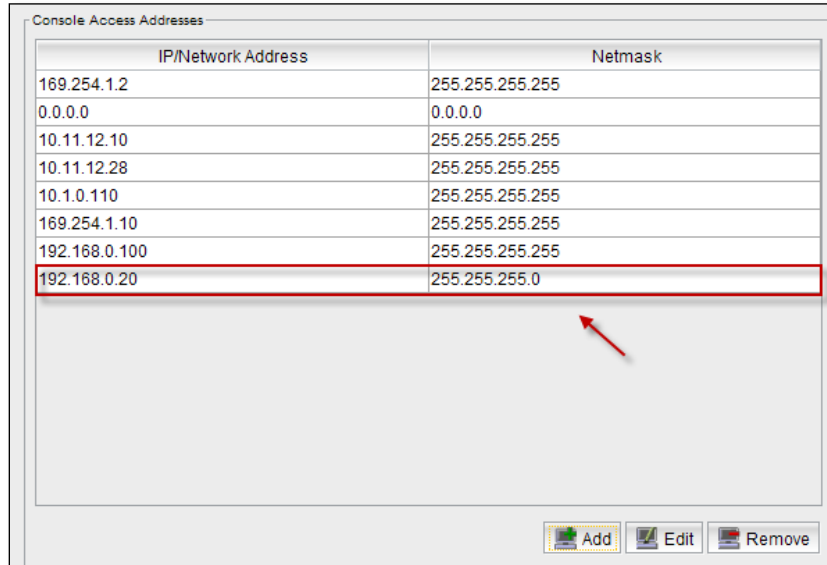 Console Access Addresses
IP/Network Address Netmask
169.254.1.2 255.255.255.255
0.0.0.0 0.0.0.0
10.11.12.10 255.255.255.255
10.11.12.28 255.255.255.255
10.1.0.110 255.255.255.255
169.254.1.10 255.255.255.255
192.168.0.100 255.255.255.255
192.168.0.20 255.255.255.0
Add Edit Remove